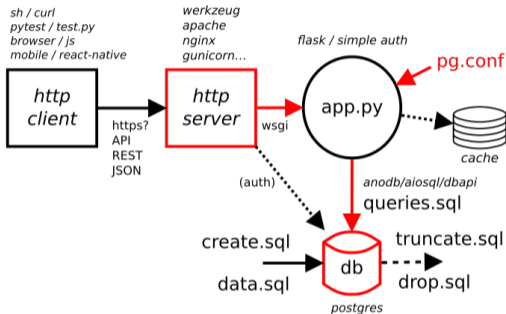 sh / curl
pytest / test.py
browser / js
mobile / react-native
http
client
https?
API
REST
JSON
werkzeug
apache
nginx
gunicorn...
http
server
wsgi
(auth)
flask / simple auth
app.py
pg.conf
cache
anodb/aiosql/dbapi
queries.sql
create.sql
data.sql
db
postgres
truncate.sql
drop.sql